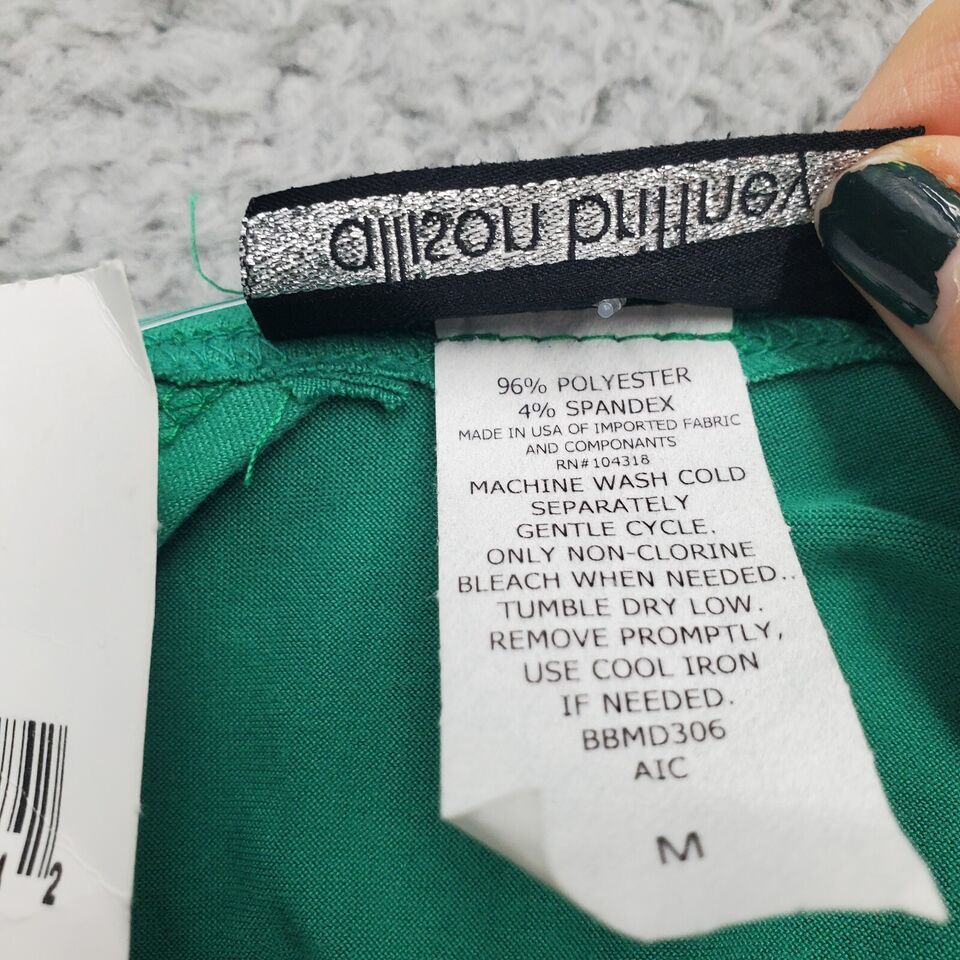 allison brittney
96% POLYESTER
4% SPANDEX
MADE IN USA OF IMPORTED FABRIC
AND COMPONANTS
RN#104318
MACHINE WASH COLD
SEPARATELY
GENTLE CYCLE.
ONLY NON-CLORINE
BLEACH WHEN NEEDED..
TUMBLE DRY LOW.
REMOVE PROMPTLY,
USE COOL IRON
IF NEEDED.
BBMD306
AIC
M
2